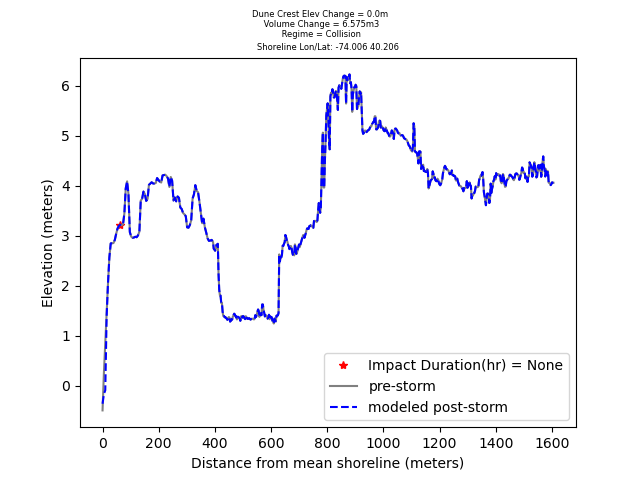 Dune Crest Elev Change = 0.0m
Volume Change = 6.575m3
Regime = Collision
Shoreline Lon/Lat: -74.006 40.206
6
5
4
3
2
1
0
Elevation (meters)
Impact Duration(hr) = None
pre-storm
modeled post-storm
0 200 400 600 800 1000 1200 1400 1600
Distance from mean shoreline (meters)